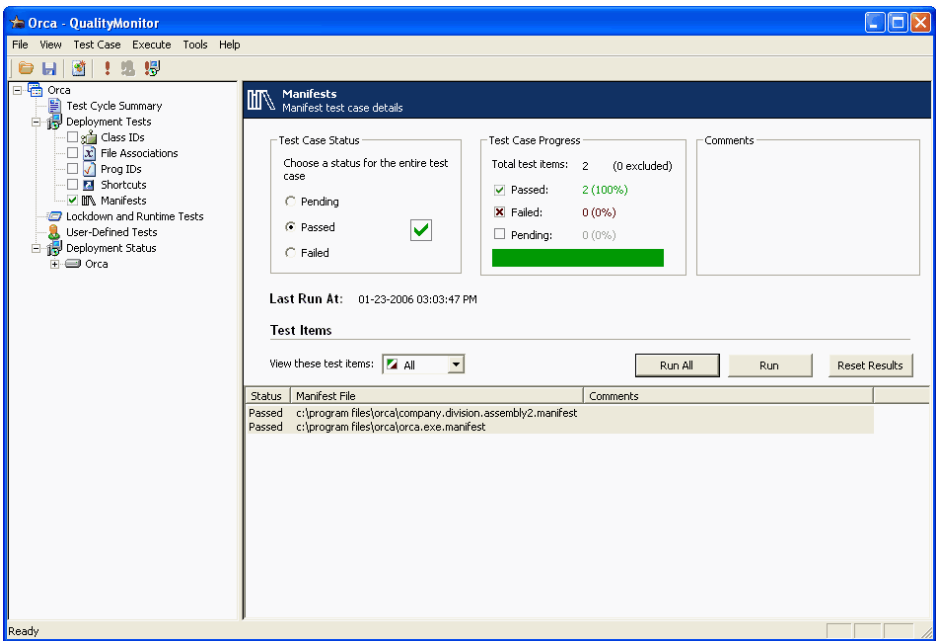 Orca - QualityMonitor
File View Test Case Execute Tools Help
Orca
Test Cycle Summary
Deployment Tests
Class IDs
File Associations
Prog IDs
Shortcuts
Manifests
Lockdown and Runtime Tests
User-Defined Tests
Deployment Status
Orca
Manifests
Manifest test case details
Test Case Status
Choose a status for the entire test
case
Pending
Passed
Failed
Test Case Progress
Total test items: 2 (0 excluded)
Passed: 2 (100%)
Failed: 0 (0%)
Pending: 0 (0%)
Comments
Last Run At: 01-23-2006 03:03:47 PM
Test Items
View these test items: All Run All Run Reset Results
Status Manifest File Comments
Passed c:\program files\orca\company.division.assembly2.manifest
Passed c:\program files\orca\orca.exe.manifest
Ready